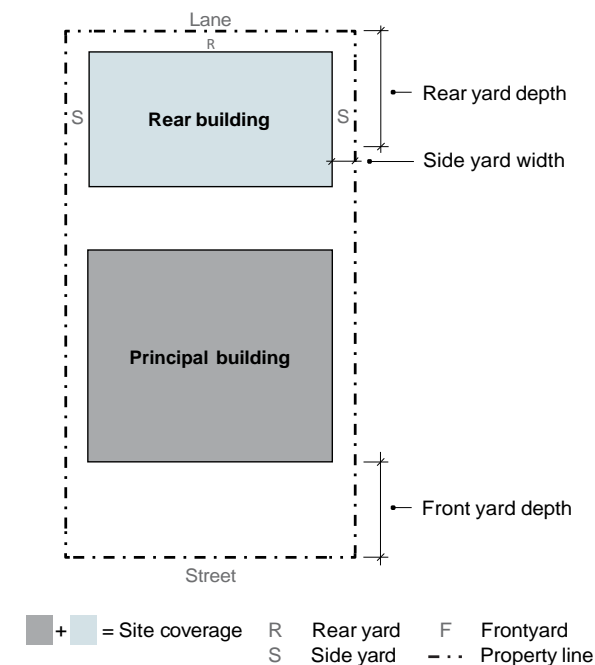 Lane
R
S
S
Rear building
Rear yard depth
Side yard width
Principal building
Front yard depth
Street
+ = Site coverage R Rear yard F Frontyard
S Side yard Property line